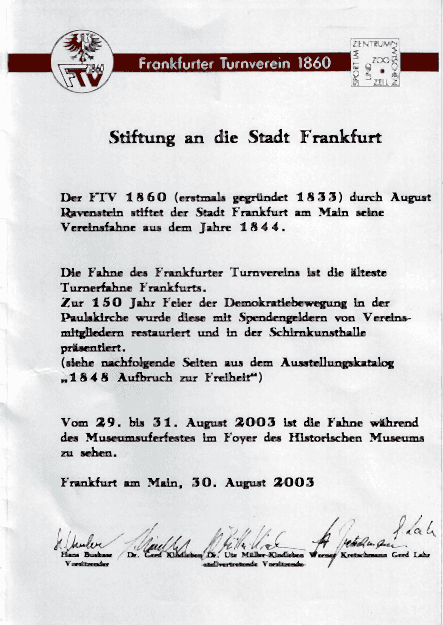 1860
FTV
Frankfurter Turnverein 1860
ZENTRUM
SPORT IM
ZOO
UND
ZEIL
ZWISCHEN
Stiftung an die Stadt Frankfurt
Der FTV 1860 (erstmals gegründet 1833) durch August
Ravenstein stiftet der Stadt Frankfurt am Main seine
Vereinsfahne aus dem Jahre 1844.
Die Fahne des Frankfurter Turnvereins ist die älteste
Turnerfahne Frankfurts.
Zur 150 Jahr Feier der Demokratiebewegung in der
Paulskirche wurde diese mit Spendengeldern von Vereins-
mitgliedern restauriert und in der Schirnkunsthalle
präsentiert.
(siehe nachfolgende Seiten aus dem Ausstellungskatalog
„1848 Aufbruch zur Freiheit“)
Vom 29. bis 31. August 2003 ist die Fahne während
des Museumsuferfestes im Foyer des Historischen Museums
zu sehen.
Frankfurt am Main, 30. August 2003
Hans Dr. Gerd Kindleben Dr. Ute Müller-Kindleben Werner Kretschmann Gerd Lahr
Vorsitzender -stellvertretende Vorsitzende-